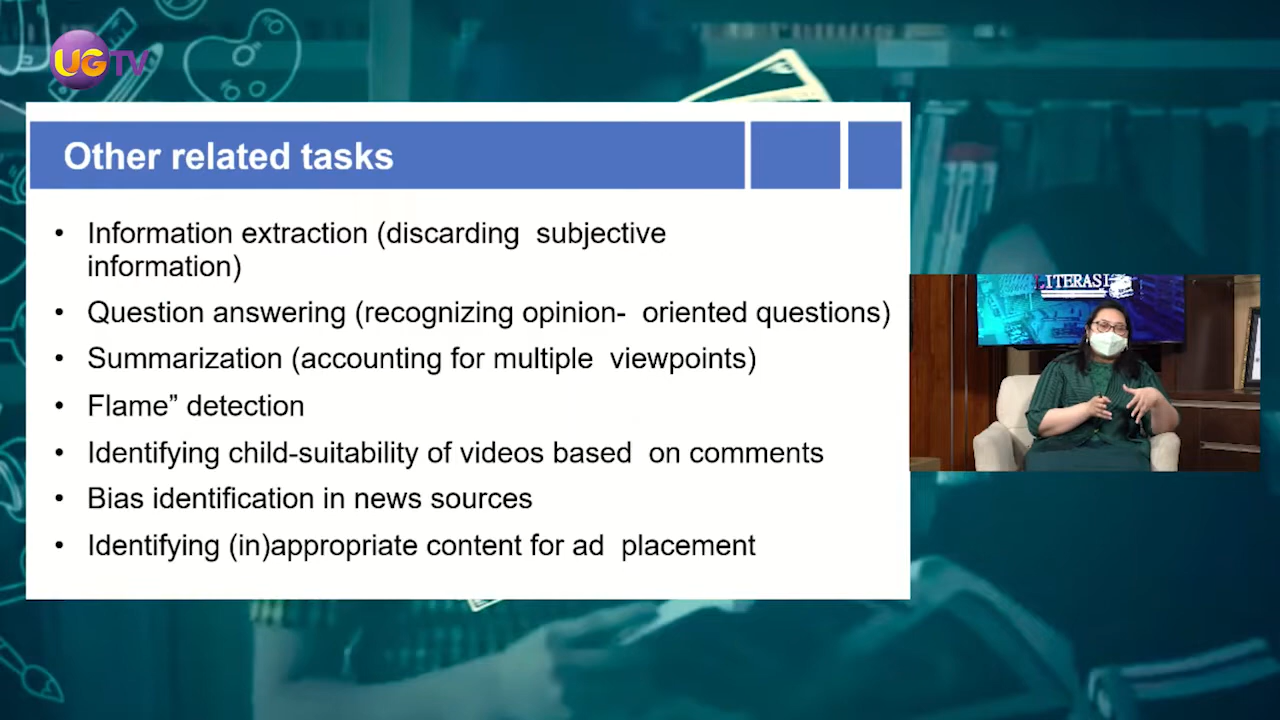 UGTV
Other related tasks
• Information extraction (discarding  subjective
information)
• Question answering (recognizing opinion-  oriented questions)
• Summarization (accounting for multiple  viewpoints)
• Flame” detection
• Identifying child-suitability of videos based  on comments
• Bias identification in news sources
• Identifying (in)appropriate content for ad  placement
LITERASI